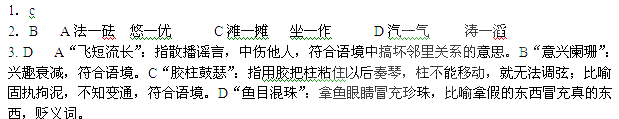 1. c
2. B   A法一砝  悠一优   C滩一摊  坐一作   D汽一气  涛一滔
3. D   A“飞短流长”：指散播谣言，中伤他人，符合语境中搞坏邻里关系的意思。B“意兴阑珊”：
兴趣衰减，符合语境。C“胶柱鼓瑟”：指用胶把柱粘住以后奏琴，柱不能移动，就无法调弦；比喻
固执拘泥，不知变通，符合语境。D“鱼目混珠”：拿鱼眼睛冒充珍珠，比喻拿假的东西冒充真的东
西，贬义词。